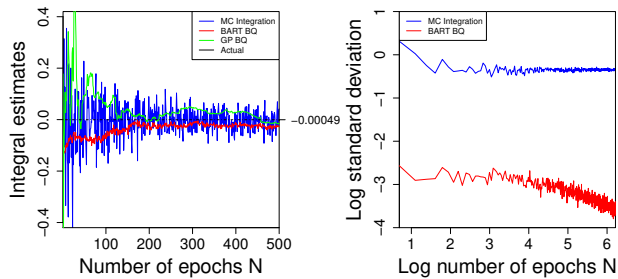 Integral estimates
0.4
0.2
0.0
-0.2
-0.4
MC Integration
BART BQ
GP BQ
Actual
−0.00049
100 200 300 400 500
Number of epochs N
Log standard deviation
1
0
−1
−2
−3
−4
MC Integration
BART BQ
1 2 3 4 5 6
Log number of epochs N